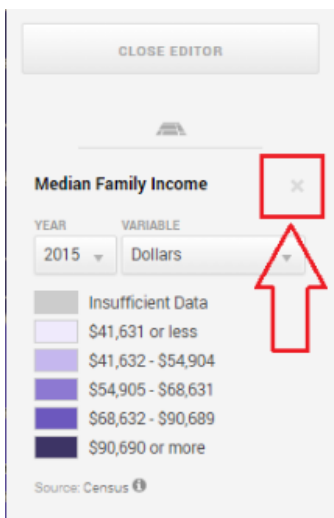 CLOSE EDITOR
Median Family Income
YEAR VARIABLE
2015 Dollars
Insufficient Data
$41,631 or less
$41,632 - $54,904
$54,905 - $68,631
$68,632 - $90,689
$90,690 or more
Source: Census